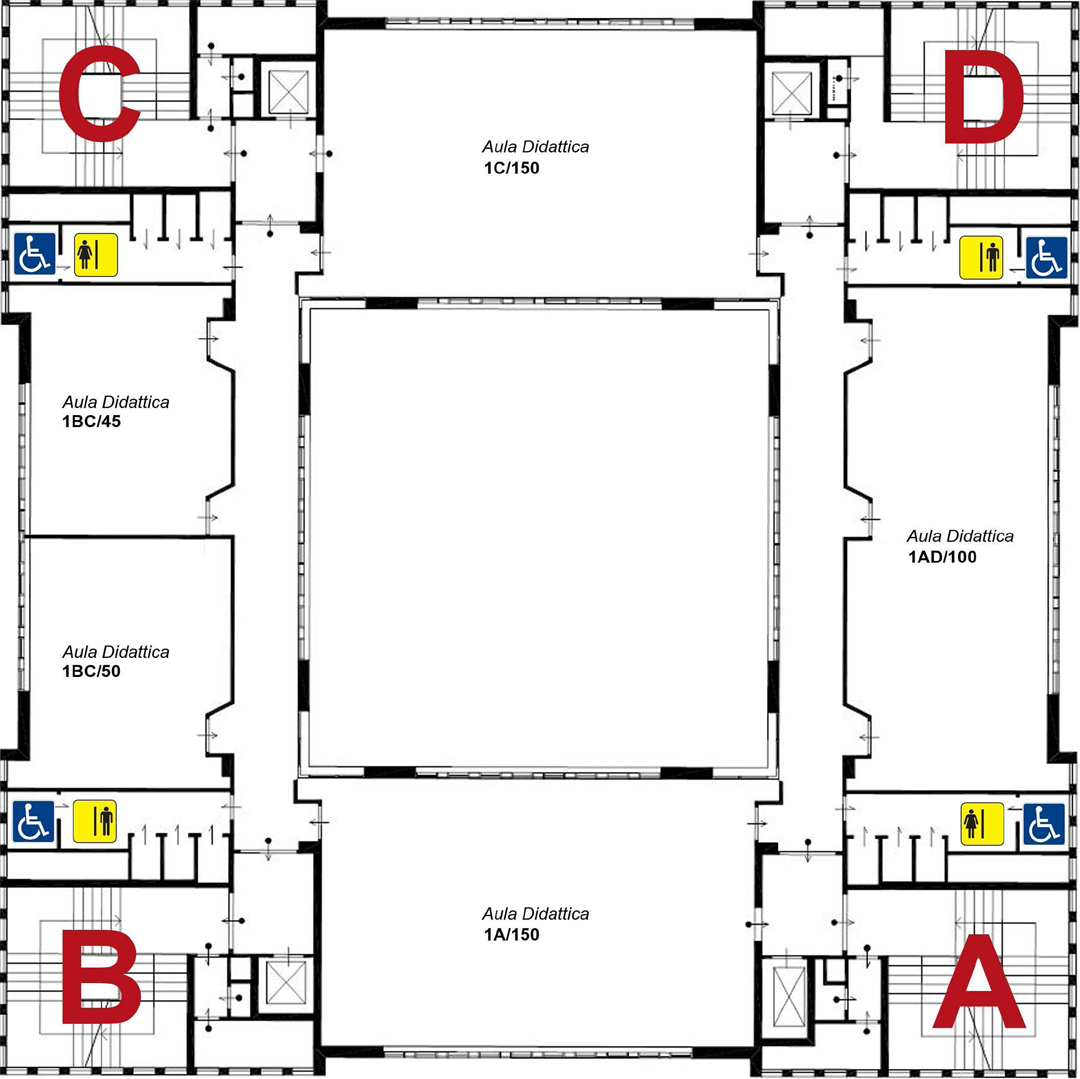 C
D
Aula Didattica
1C/150
Aula Didattica
1BC/45
Aula Didattica
1AD/100
Aula Didattica
1BC/50
Aula Didattica
1A/150
B
A